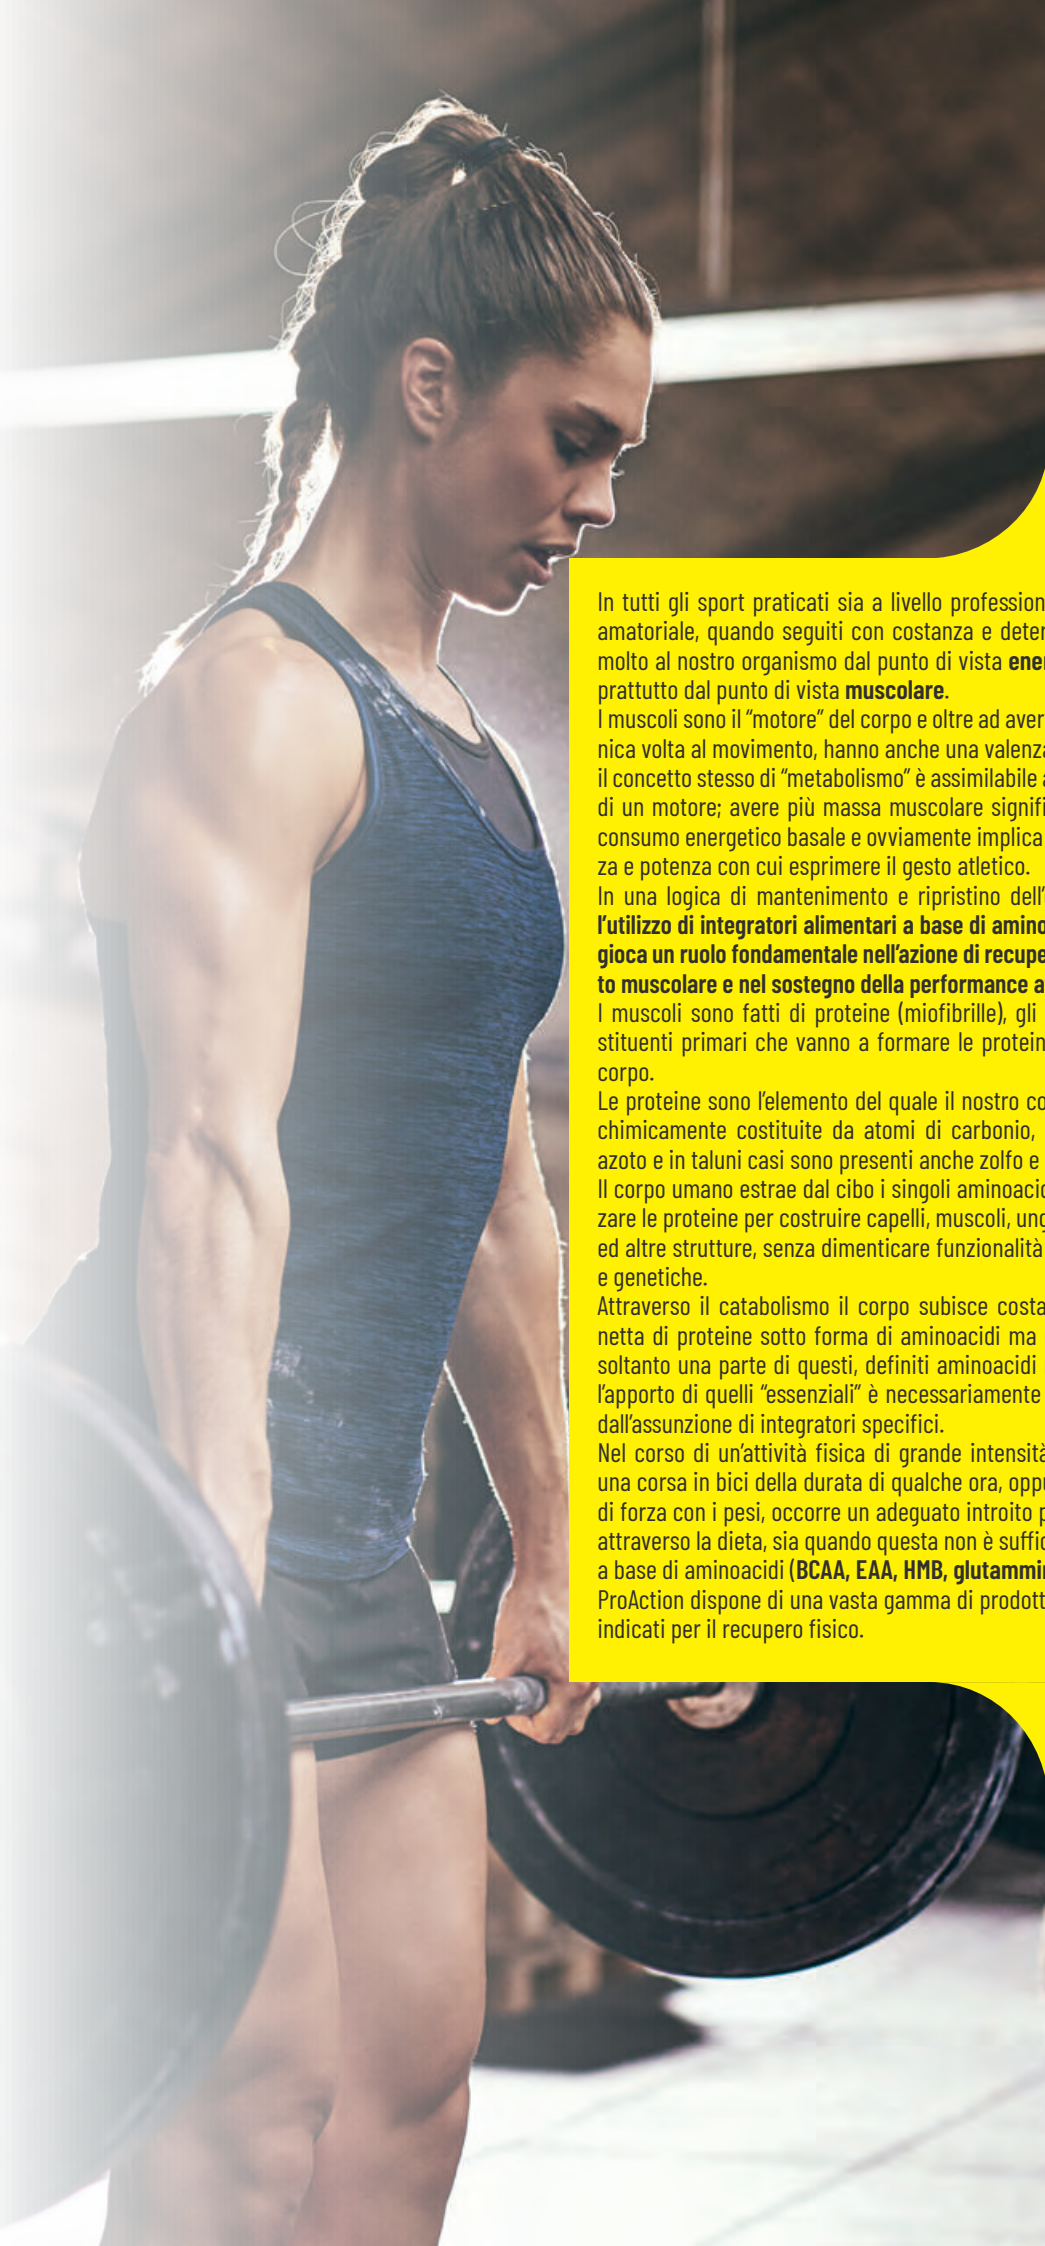 In tutti gli sport praticati sia a livello profession
amatoriale, quando seguiti con costanza e deter
molto al nostro organismo dal punto di vista ener
prattutto dal punto di vista muscolare.
I muscoli sono il “motore” del corpo e oltre ad aver
nica volta al movimento, hanno anche una valenza
il concetto stesso di “metabolismo” è assimilabile a
di un motore; avere più massa muscolare signifi
consumo energetico basale e ovviamente implica
za e potenza con cui esprimere il gesto atletico.
In una logica di mantenimento e ripristino dell’
l’utilizzo di integratori alimentari a base di amino
gioca un ruolo fondamentale nell’azione di recupe
to muscolare e nel sostegno della performance a
I muscoli sono fatti di proteine (miofibrille), gli
stituenti primari che vanno a formare le protein
corpo.
Le proteine sono l’elemento del quale il nostro co
chimicamente costituite da atomi di carbonio,
azoto e in taluni casi sono presenti anche zolfo e
Il corpo umano estrae dal cibo i singoli aminoacid
zare le proteine per costruire capelli, muscoli, ung
ed altre strutture, senza dimenticare funzionalità
e genetiche.
Attraverso il catabolismo il corpo subisce costa
netta di proteine sotto forma di aminoacidi ma
soltanto una parte di questi, definiti aminoacidi
l’apporto di quelli “essenziali” è necessariamente
dall’assunzione di integratori specifici.
Nel corso di un’attività fisica di grande intensità
una corsa in bici della durata di qualche ora, oppu
di forza con i pesi, occorre un adeguato introito p
attraverso la dieta, sia quando questa non è suffic
a base di aminoacidi (BCAA, EAA, HMB, glutammin
ProAction dispone di una vasta gamma di prodott
indicati per il recupero fisico.